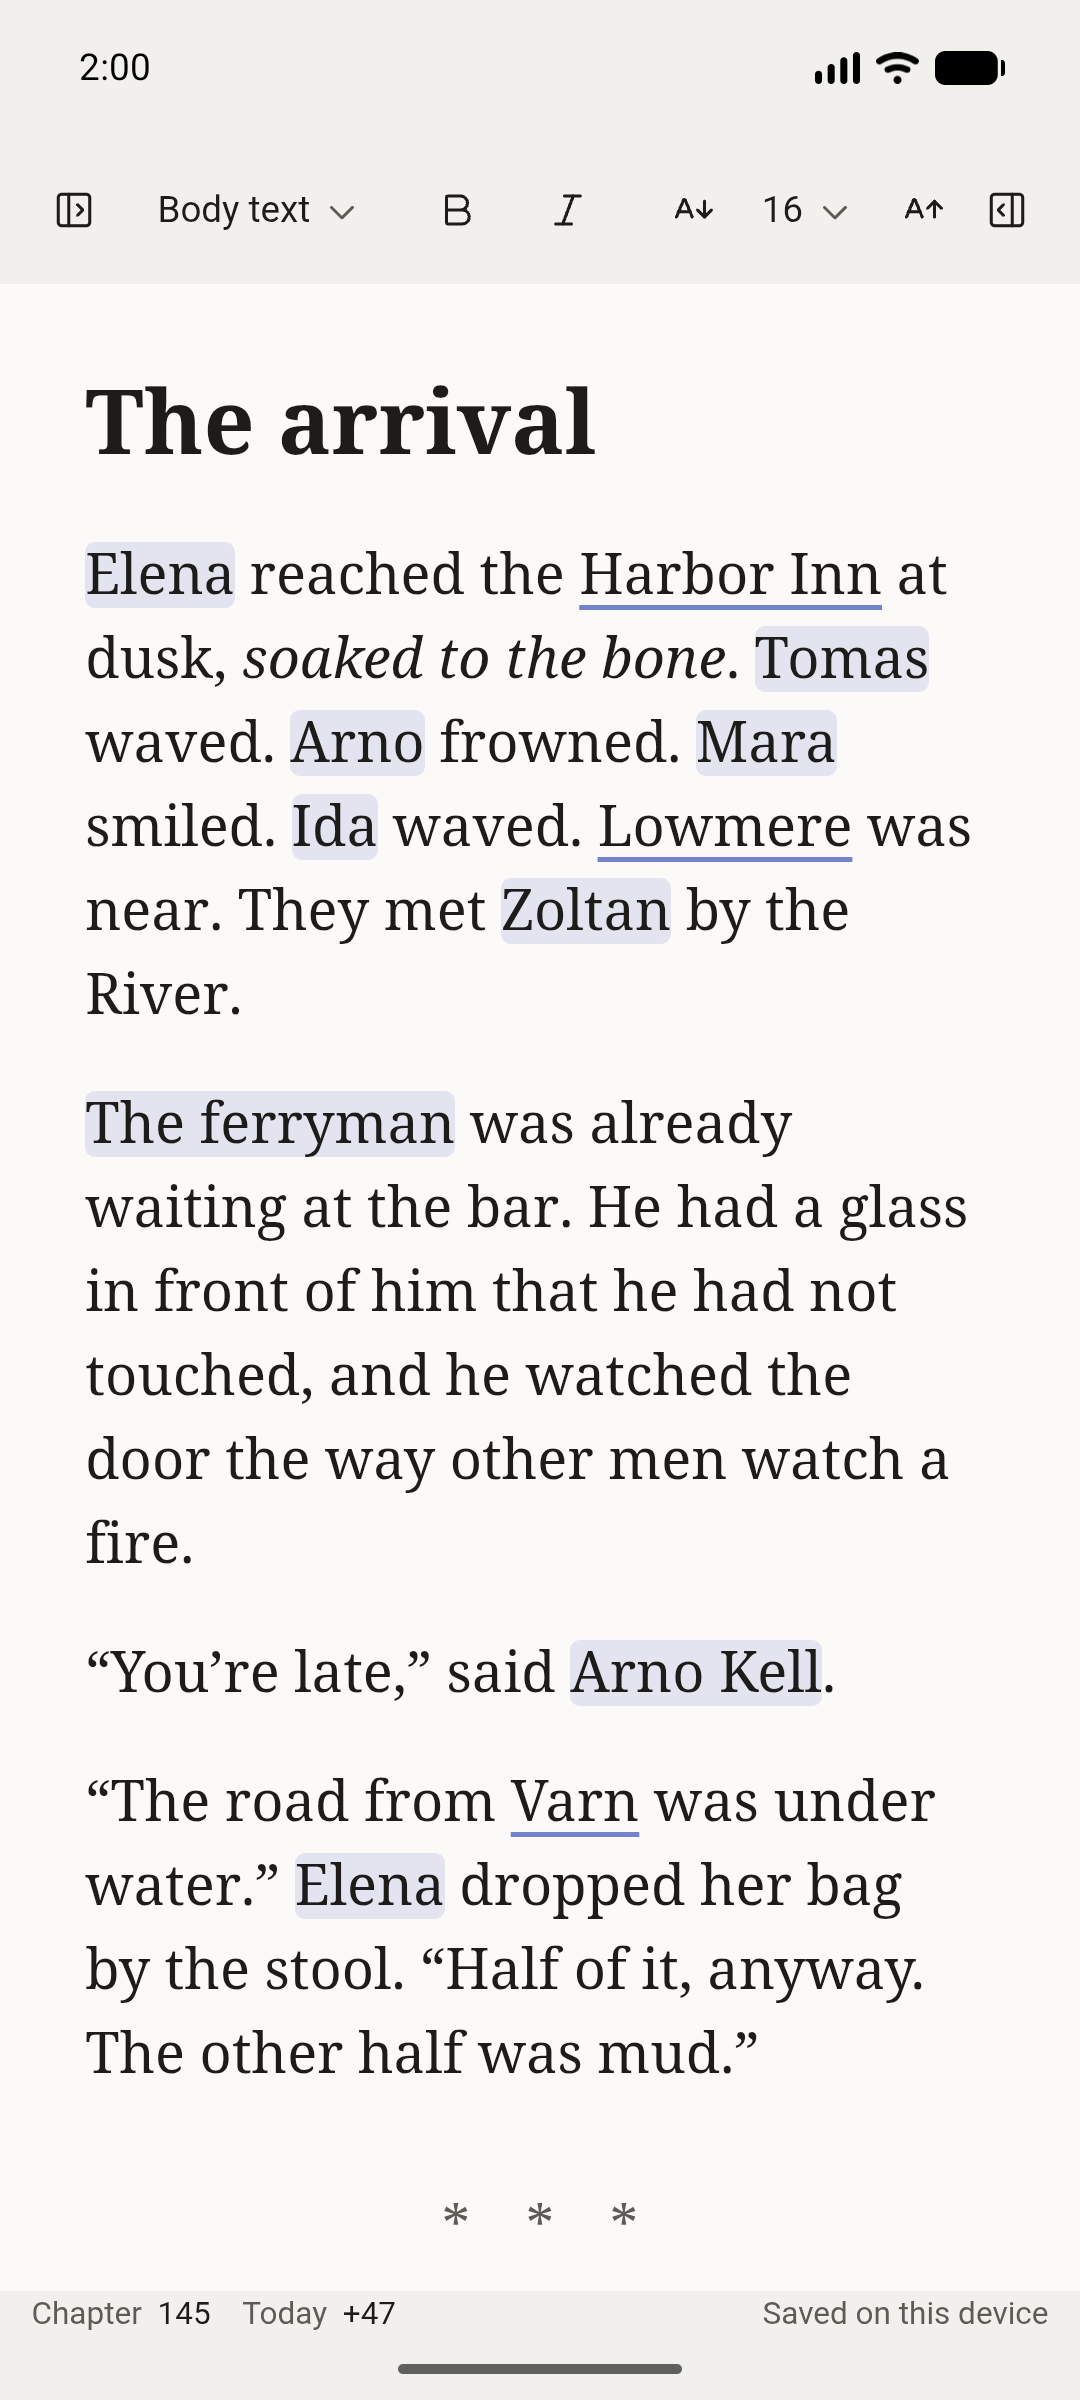 2:00
Body text
B I A↓ 16 A↑
The arrival
Elena reached the Harbor Inn at
dusk, soaked to the bone. Tomas
waved. Arno frowned. Mara
smiled. Ida waved. Lowmere was
near. They met Zoltan by the
River.
The ferryman was already
waiting at the bar. He had a glass
in front of him that he had not
touched, and he watched the
door the way other men watch a
fire.
“You’re late,” said Arno Kell.
“The road from Varn was under
water.” Elena dropped her bag
by the stool. “Half of it, anyway.
The other half was mud.”
* * *
Chapter 145 Today +47 Saved on this device